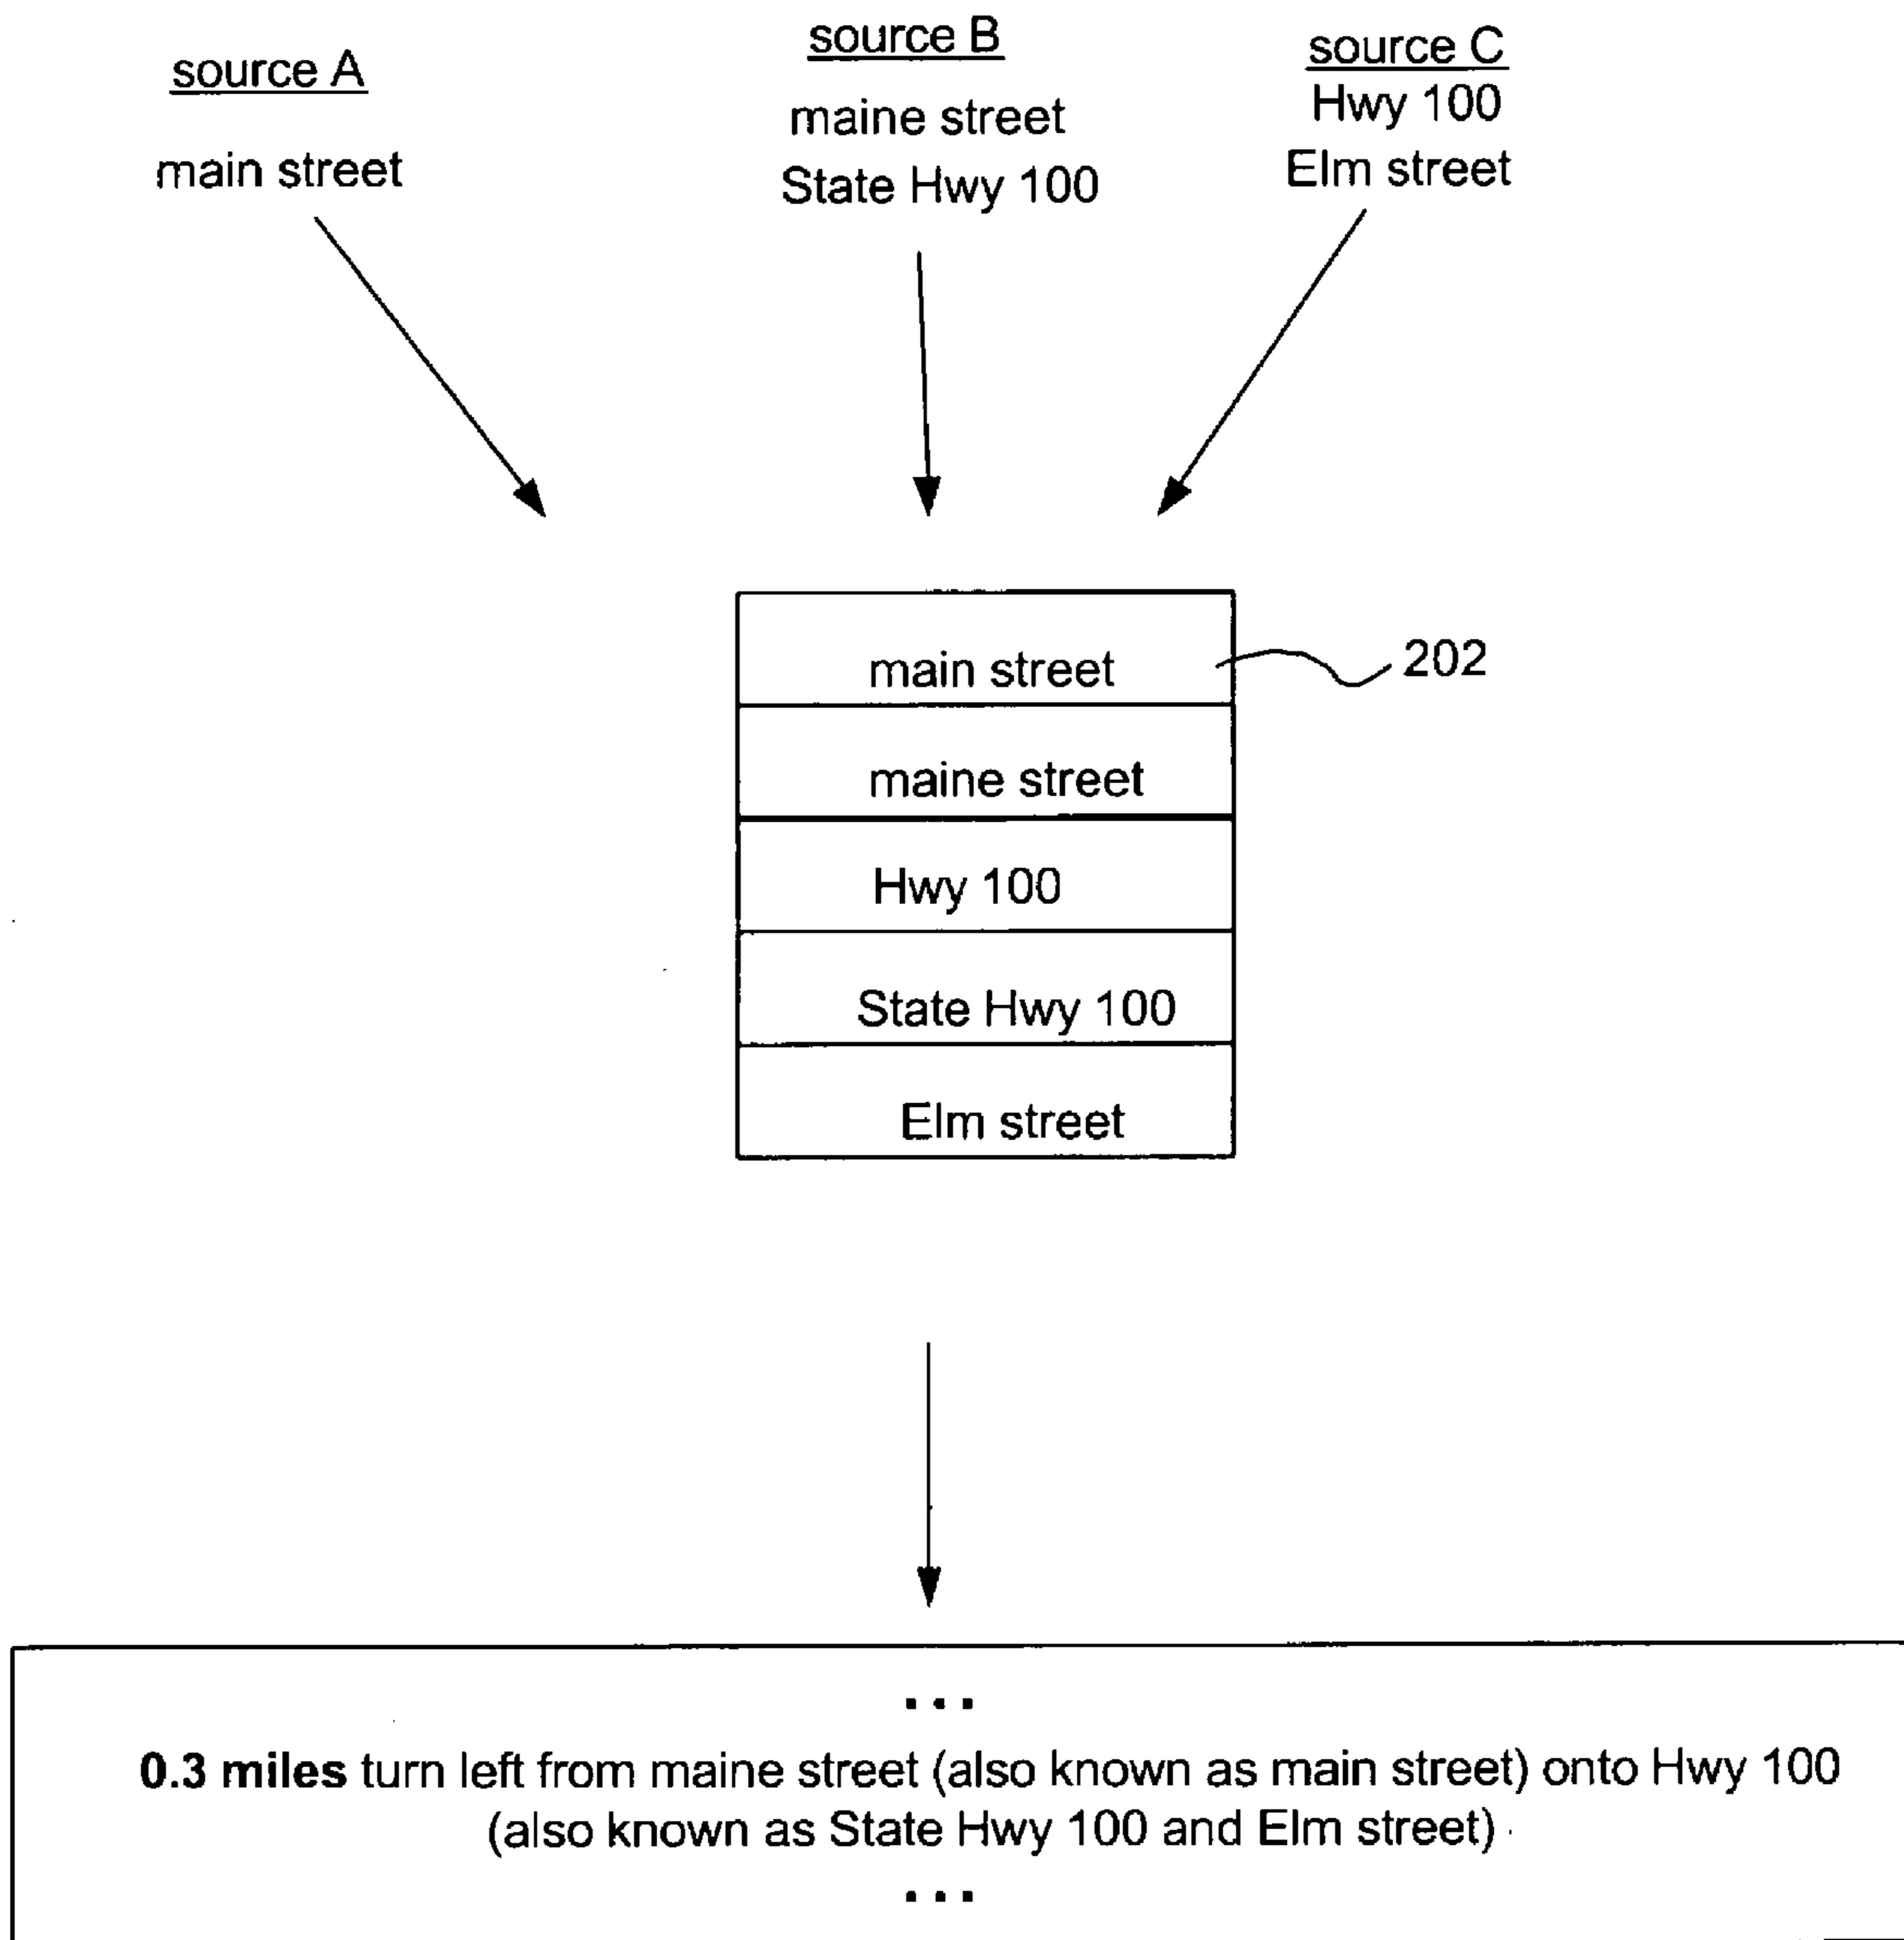 source A
main street
source B
maine street
State Hwy 100
source C
Hwy 100
Elm street
main street
202
maine street
Hwy 100
State Hwy 100
Elm street
...
0.3 miles turn left from maine street (also known as main street) onto Hwy 100
(also known as State Hwy 100 and Elm street)
...